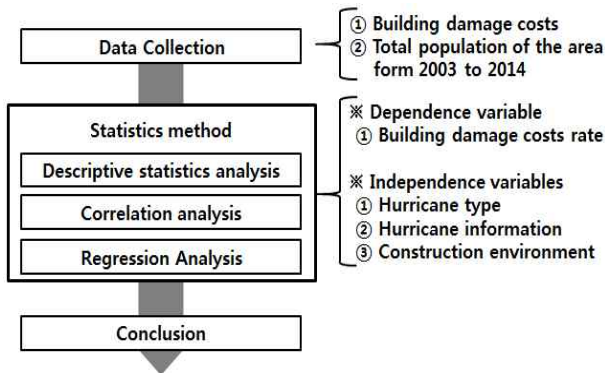 Data Collection
① Building damage costs
② Total population of the area
form 2003 to 2014
Statistics method
Descriptive statistics analysis
Correlation analysis
Regression Analysis
※ Dependence variable
① Building damage costs rate
※ Independence variables
① Hurricane type
② Hurricane information
③ Construction environment
Conclusion